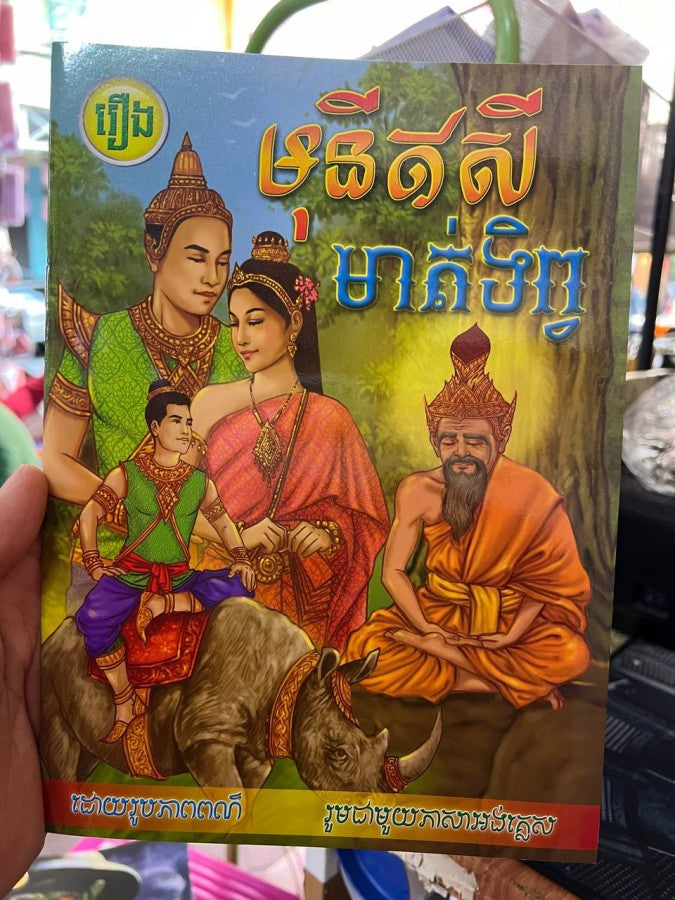 រឿង
មុនីឥសី
មាត់ទិព្វ
ដោយរូបភាពពណ៌
រួមជាមួយភាសាអង់គ្លេស